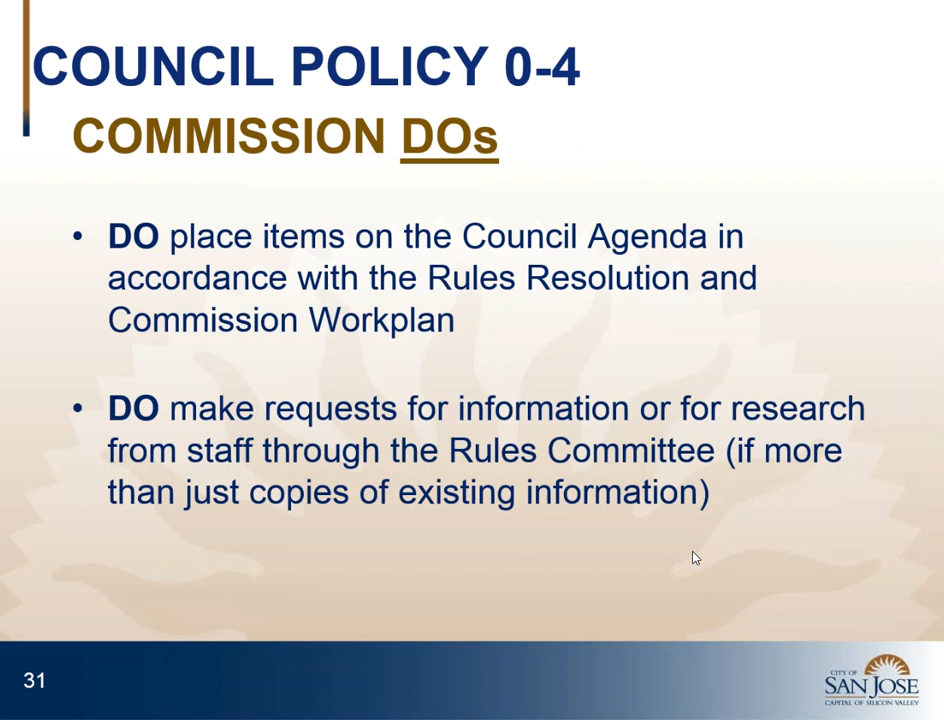 COUNCIL POLICY 0-4
COMMISSION DOs
• DO place items on the Council Agenda in
accordance with the Rules Resolution and
Commission Workplan
• DO make requests for information or for research
from staff through the Rules Committee (if more
than just copies of existing information)
31
CITY OF
SAN JOSE
CAPITAL OF SILICON VALLEY